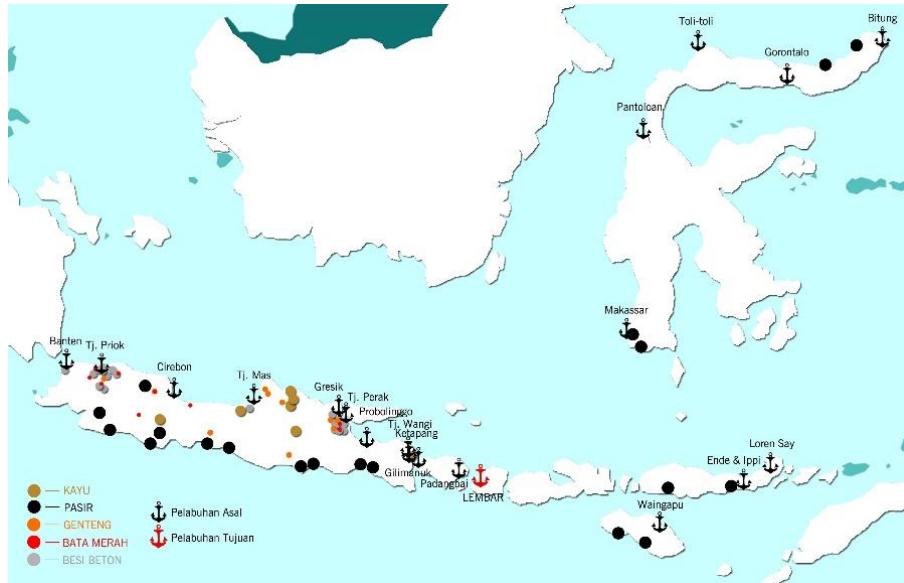 Toli-toli
Bitung
Gorontalo
Pantoloan
Makassar
Banten
Tj. Priok
Cirebon
Tj. Mas
Gresik
Tj. Perak
Probolinggo
Tj. Wangi
Ketapang
Gilimanuk
Padangbai
LEMBAR
Loren Say
Ende & Ippi
Waingapu
KAYU
PASIR
GENTENG
BATA MERAH
BESI BETON
Pelabuhan Asal
Pelabuhan Tujuan